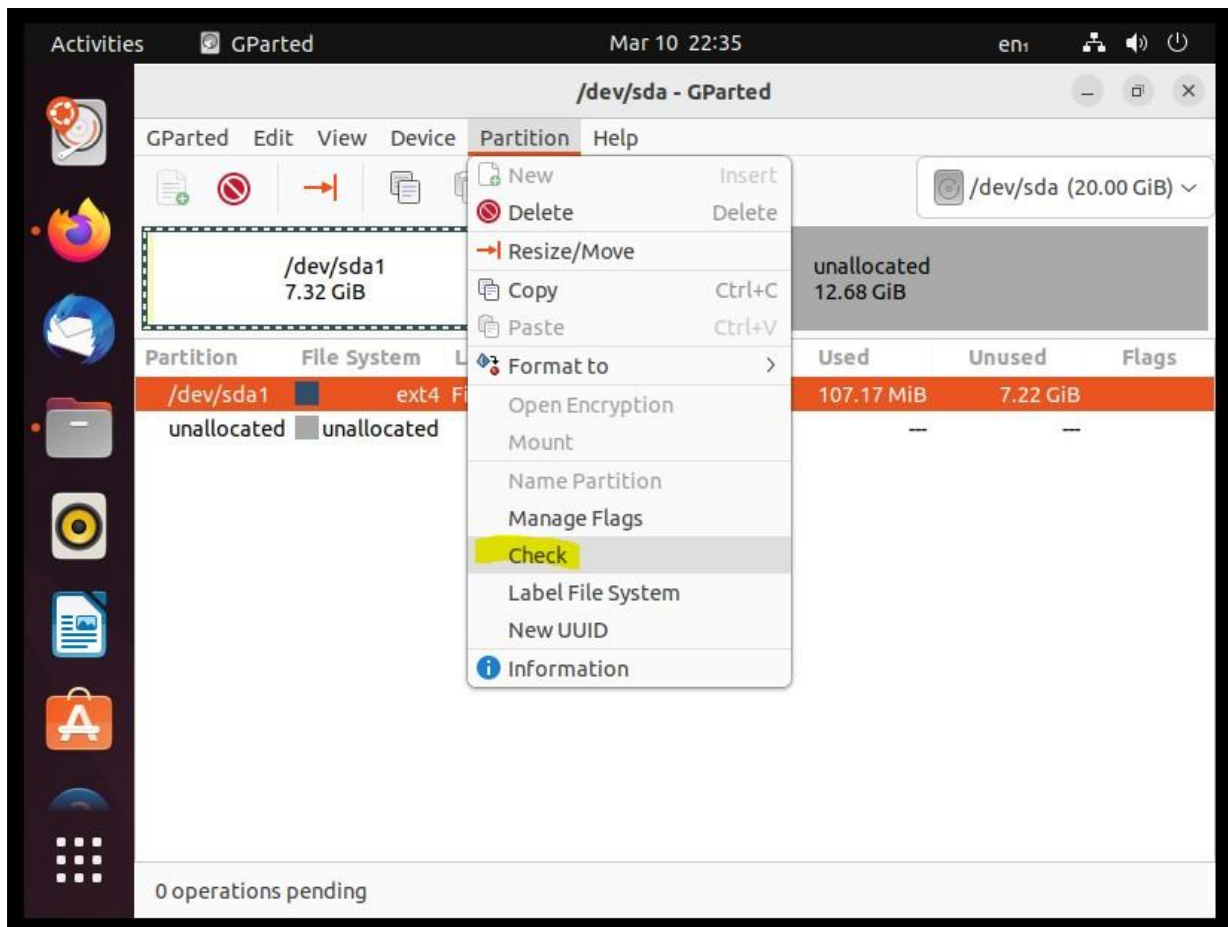 Activities GParted Mar 10 22:35 en₁
/dev/sda - GParted
GParted Edit View Device Partition Help
/dev/sda (20.00 GiB)
New Insert
Delete Delete
Resize/Move
Copy Ctrl+C
Paste Ctrl+V
Format to
Open Encryption
Mount
Name Partition
Manage Flags
Check
Label File System
New UUID
Information
/dev/sda1
7.32 GiB
unallocated
12.68 GiB
Partition File System L Used Unused Flags
/dev/sda1 ext4 Fi 107.17 MiB 7.22 GiB
unallocated unallocated --- ---
0 operations pending